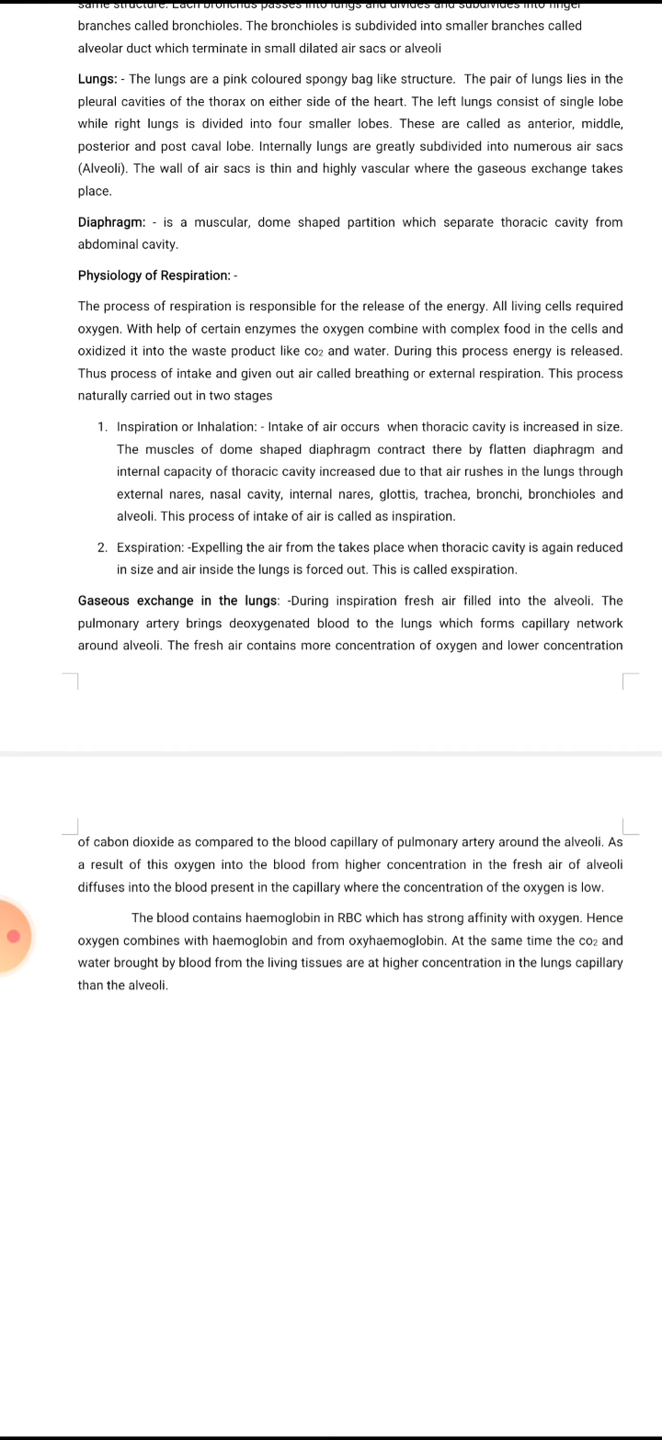 same structure. Each bronchus passes into lungs and divides and subdivides into finger
branches called bronchioles. The bronchioles is subdivided into smaller branches called
alveolar duct which terminate in small dilated air sacs or alveoli
Lungs: - The lungs are a pink coloured spongy bag like structure. The pair of lungs lies in the
pleural cavities of the thorax on either side of the heart. The left lungs consist of single lobe
while right lungs is divided into four smaller lobes. These are called as anterior, middle,
posterior and post caval lobe. Internally lungs are greatly subdivided into numerous air sacs
(Alveoli). The wall of air sacs is thin and highly vascular where the gaseous exchange takes
place.
Diaphragm: - is a muscular, dome shaped partition which separate thoracic cavity from
abdominal cavity.
Physiology of Respiration: -
The process of respiration is responsible for the release of the energy. All living cells required
oxygen. With help of certain enzymes the oxygen combine with complex food in the cells and
oxidized it into the waste product like co₂ and water. During this process energy is released.
Thus process of intake and given out air called breathing or external respiration. This process
naturally carried out in two stages
1. Inspiration or Inhalation: - Intake of air occurs when thoracic cavity is increased in size.
The muscles of dome shaped diaphragm contract there by flatten diaphragm and
internal capacity of thoracic cavity increased due to that air rushes in the lungs through
external nares, nasal cavity, internal nares, glottis, trachea, bronchi, bronchioles and
alveoli. This process of intake of air is called as inspiration.
2. Exspiration: -Expelling the air from the takes place when thoracic cavity is again reduced
in size and air inside the lungs is forced out. This is called exspiration.
Gaseous exchange in the lungs: -During inspiration fresh air filled into the alveoli. The
pulmonary artery brings deoxygenated blood to the lungs which forms capillary network
around alveoli. The fresh air contains more concentration of oxygen and lower concentration
of cabon dioxide as compared to the blood capillary of pulmonary artery around the alveoli. As
a result of this oxygen into the blood from higher concentration in the fresh air of alveoli
diffuses into the blood present in the capillary where the concentration of the oxygen is low.
The blood contains haemoglobin in RBC which has strong affinity with oxygen. Hence
oxygen combines with haemoglobin and from oxyhaemoglobin. At the same time the co₂ and
water brought by blood from the living tissues are at higher concentration in the lungs capillary
than the alveoli.